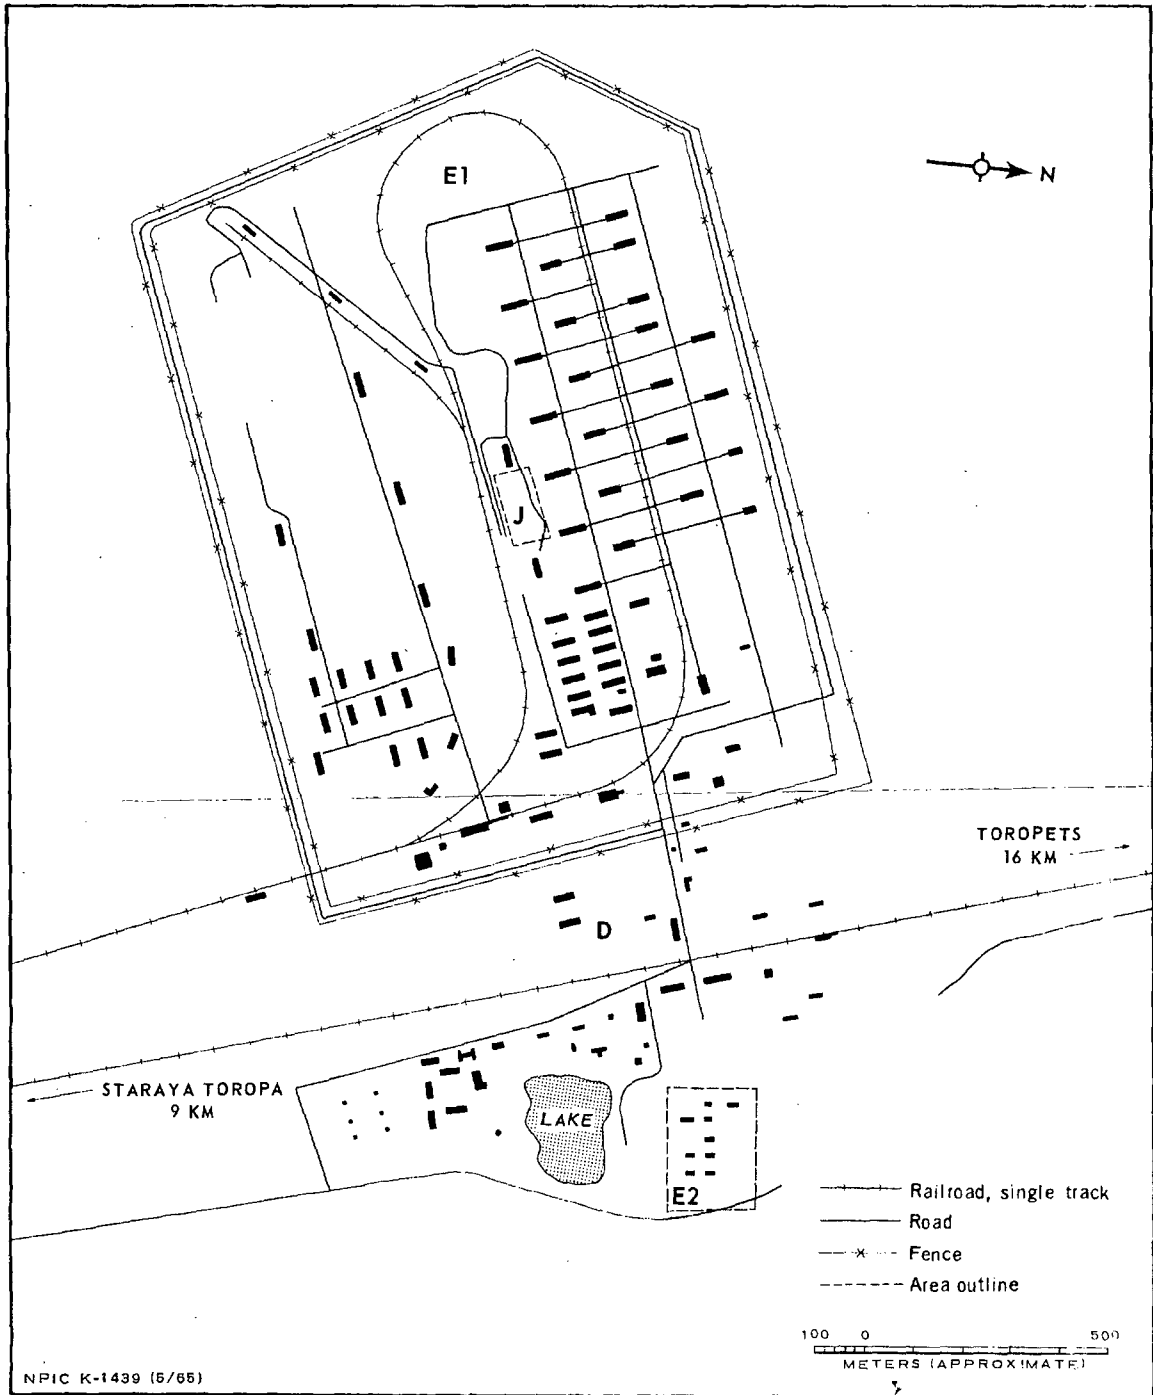 E1
N
J
TOROPETS
16 KM
D
STARAYA TOROPA
9 KM
LAKE
E2
Railroad, single track
Road
Fence
Area outline
100 0 500
METERS (APPROXIMATE)
NPIC K-1439 (5/65)